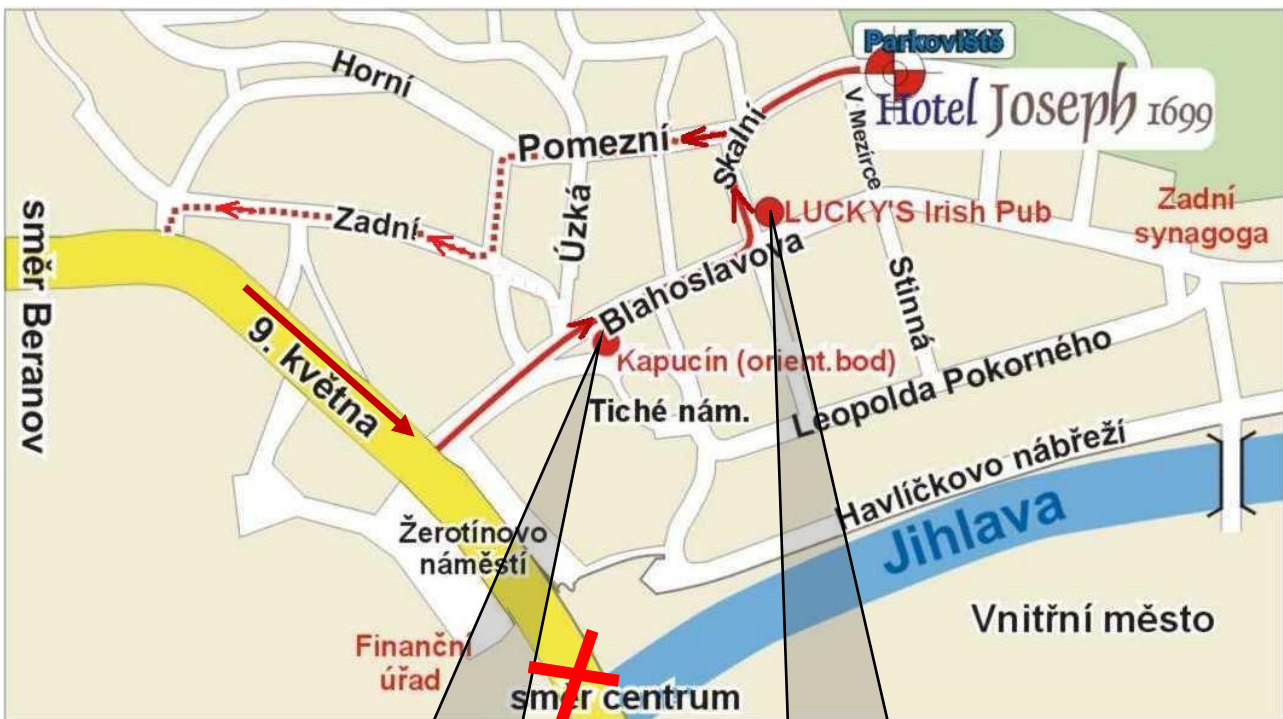 Parkoviště
Hotel Joseph 1699
Horní
Pomezní
Skalní
V Mezírce
Úzká
Zadní
LUCKY'S Irish Pub
Zadní
synagoga
směr Beranov
Blahoslavova
Stinná
9. května
Kapucín (orient.bod)
Tiché nám.
Leopolda Pokorného
Havlíčkovo nábřeží
Jihlava
Žerotínovo
náměstí
Vnitřní město
Finanční
úřad
směr centrum